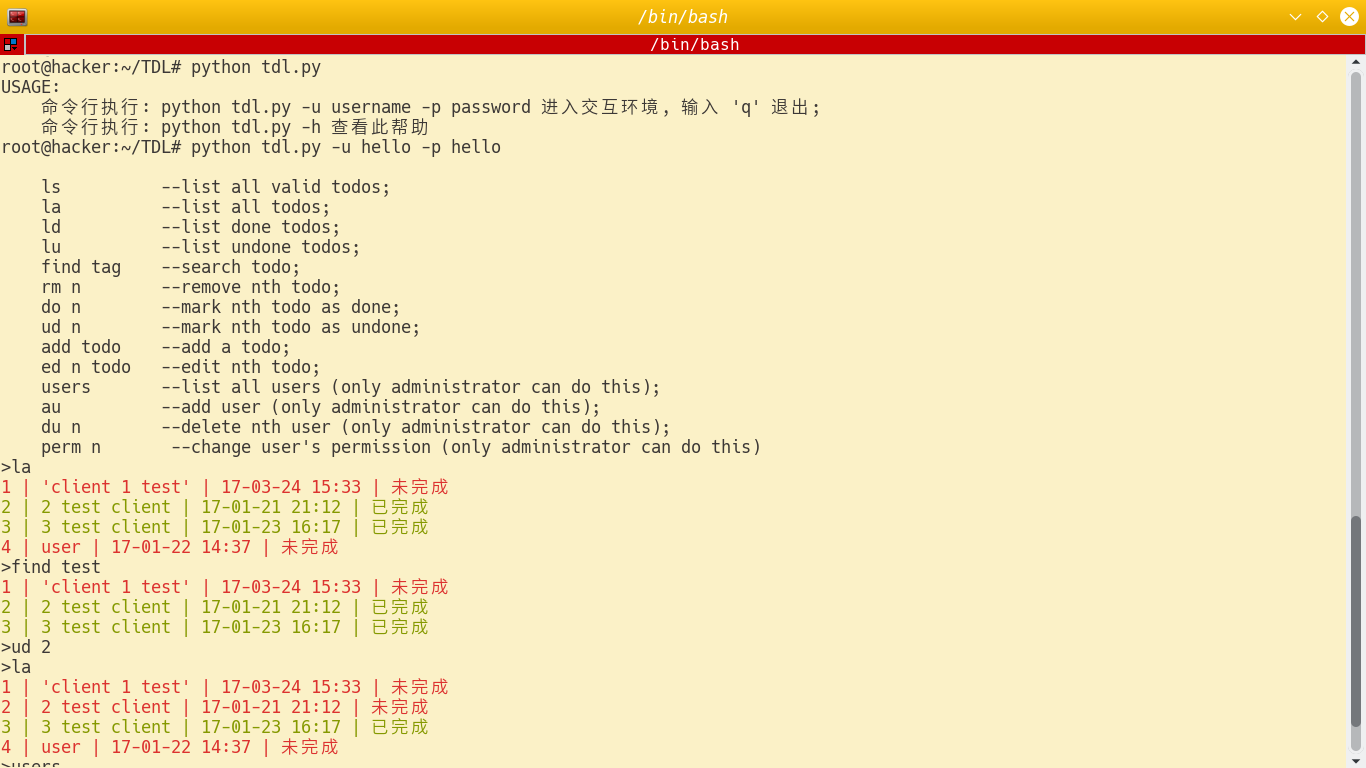 /bin/bash
/bin/bash
root@hacker:~/TDL# python tdl.py
USAGE:
    命令行执行: python tdl.py -u username -p password 进入交互环境, 输入 'q' 退出;
    命令行执行: python tdl.py -h 查看此帮助
root@hacker:~/TDL# python tdl.py -u hello -p hello
    ls          --list all valid todos;
    la          --list all todos;
    ld          --list done todos;
    lu          --list undone todos;
    find tag    --search todo;
    rm n        --remove nth todo;
    do n        --mark nth todo as done;
    ud n        --mark nth todo as undone;
    add todo    --add a todo;
    ed n todo   --edit nth todo;
    users       --list all users (only administrator can do this);
    au          --add user (only administrator can do this);
    du n        --delete nth user (only administrator can do this);
    perm n       --change user's permission (only administrator can do this)
>la
1 | 'client 1 test' | 17-03-24 15:33 | 未完成
2 | 2 test client | 17-01-21 21:12 | 已完成
3 | 3 test client | 17-01-23 16:17 | 已完成
4 | user | 17-01-22 14:37 | 未完成
>find test
1 | 'client 1 test' | 17-03-24 15:33 | 未完成
2 | 2 test client | 17-01-21 21:12 | 已完成
3 | 3 test client | 17-01-23 16:17 | 已完成
>ud 2
>la
1 | 'client 1 test' | 17-03-24 15:33 | 未完成
2 | 2 test client | 17-01-21 21:12 | 未完成
3 | 3 test client | 17-01-23 16:17 | 已完成
4 | user | 17-01-22 14:37 | 未完成
>users